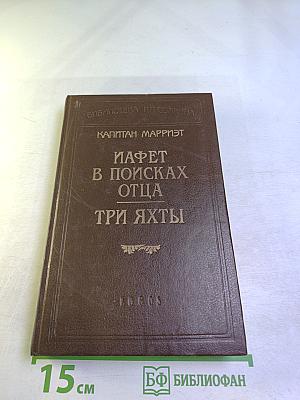 КАПИТАН МАРРИЭТ
ИАФЕТ
В ПОИСКАХ
ОТЦА
ТРИ ЯХТЫ
15 см
БФ БИБЛИОФАН